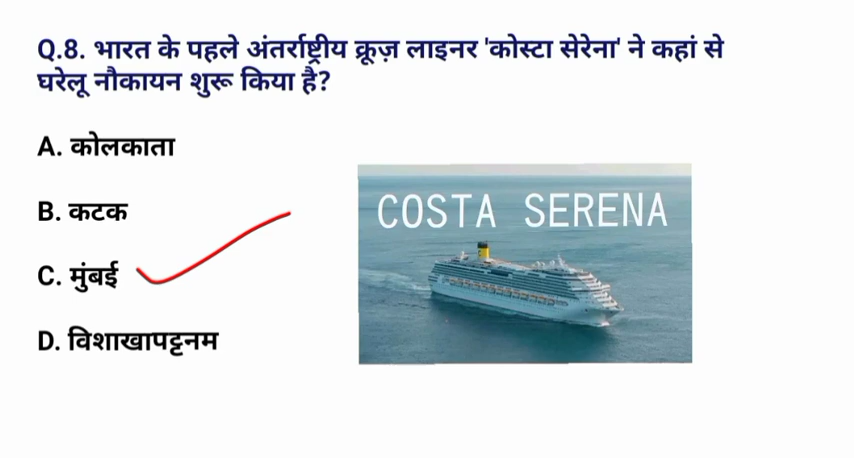 Q.8. भारत के पहले अंतर्राष्ट्रीय क्रूज़ लाइनर 'कोस्टा सेरेना' ने कहां से
घरेलू नौकायन शुरू किया है?
A. कोलकाता
B. कटक
C. मुंबई
D. विशाखापट्टनम
COSTA SERENA